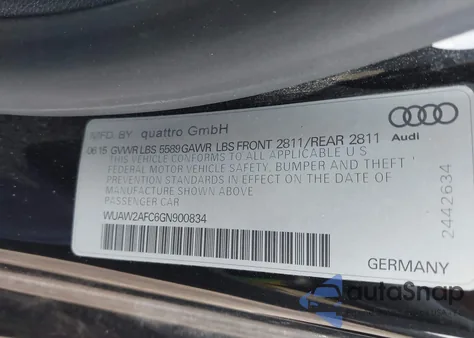 MFD BY quattro GmbH
06 15 GVWR LBS 5589 GAWR LBS FRONT 2811/REAR 2811
THIS VEHICLE CONFORMS TO ALL APPLICABLE U S
FEDERAL MOTOR VEHICLE SAFETY, BUMPER AND THEFT
PREVENTION STANDARDS IN EFFECT ON THE DATE OF
MANUFACTURE SHOWN ABOVE
PASSENGER CAR
WUAW2AFC6GN900834
Audi
2442634
GERMANY
autoSnap